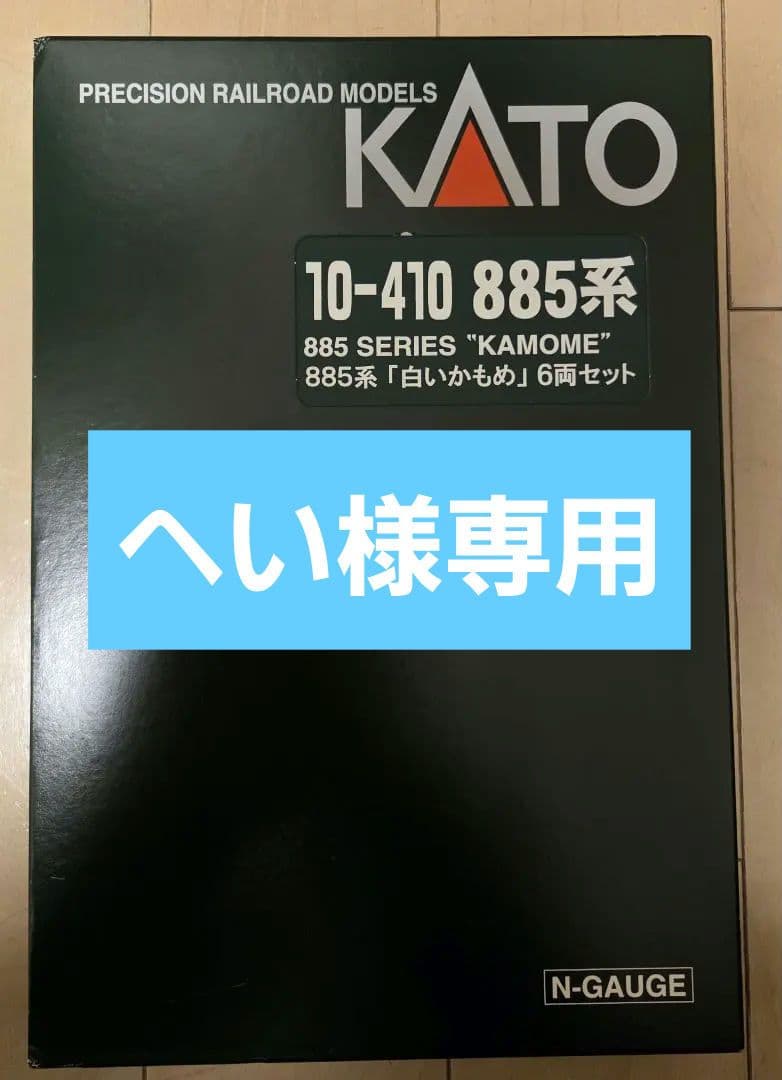 PRECISION RAILROAD MODELS
KATO
10-410 885系
885 SERIES "KAMOME"
885系「白いかもめ」6両セット
へい様専用
N-GAUGE